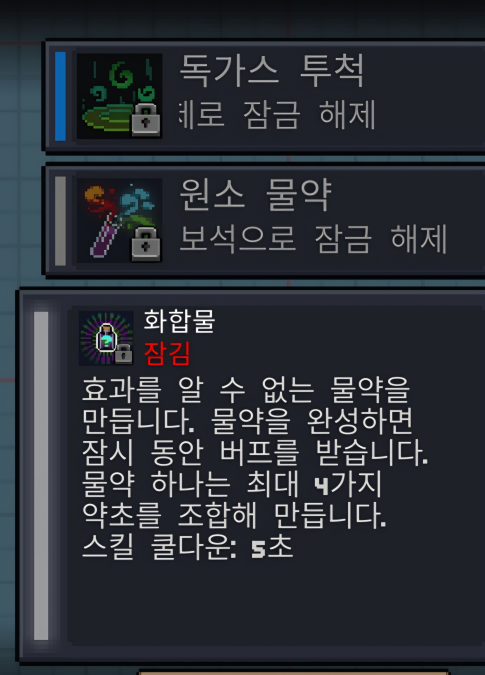 독가스 투척
제로 잠금 해제
원소 물약
보석으로 잠금 해제
화합물
잠김
효과를 알 수 없는 물약을
만듭니다. 물약을 완성하면
잠시 동안 버프를 받습니다.
물약 하나는 최대 4가지
약초를 조합해 만듭니다.
스킬 쿨다운: 5초